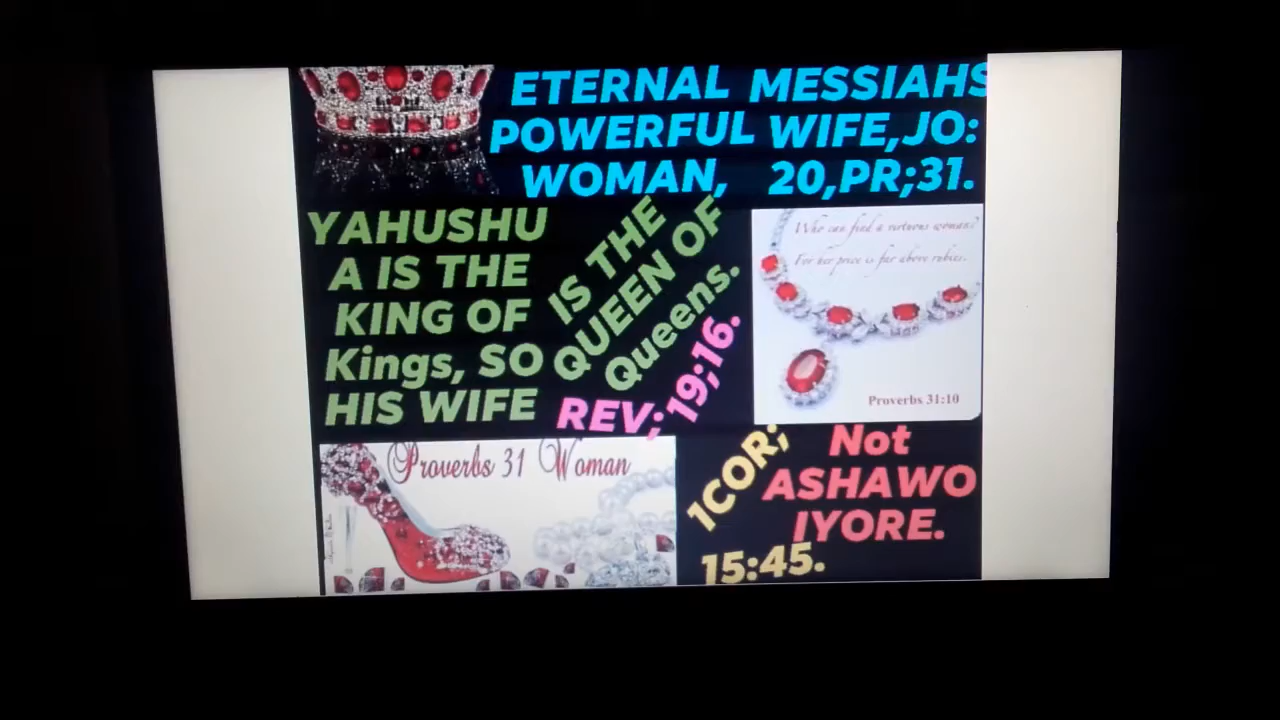 ETERNAL MESSIAHS
POWERFUL WIFE,JO:
WOMAN, 20,PR;31.
YAHUSHU
A IS THE
KING OF
Kings, SO
HIS WIFE
IS THE
QUEEN OF
Queens.
REV;19;16.
Who can find a virtuous woman?
For her price is far above rubies.
Proverbs 31:10
Proverbs 31 Woman
1COR;
15:45.
Not
ASHAWO
IYORE.